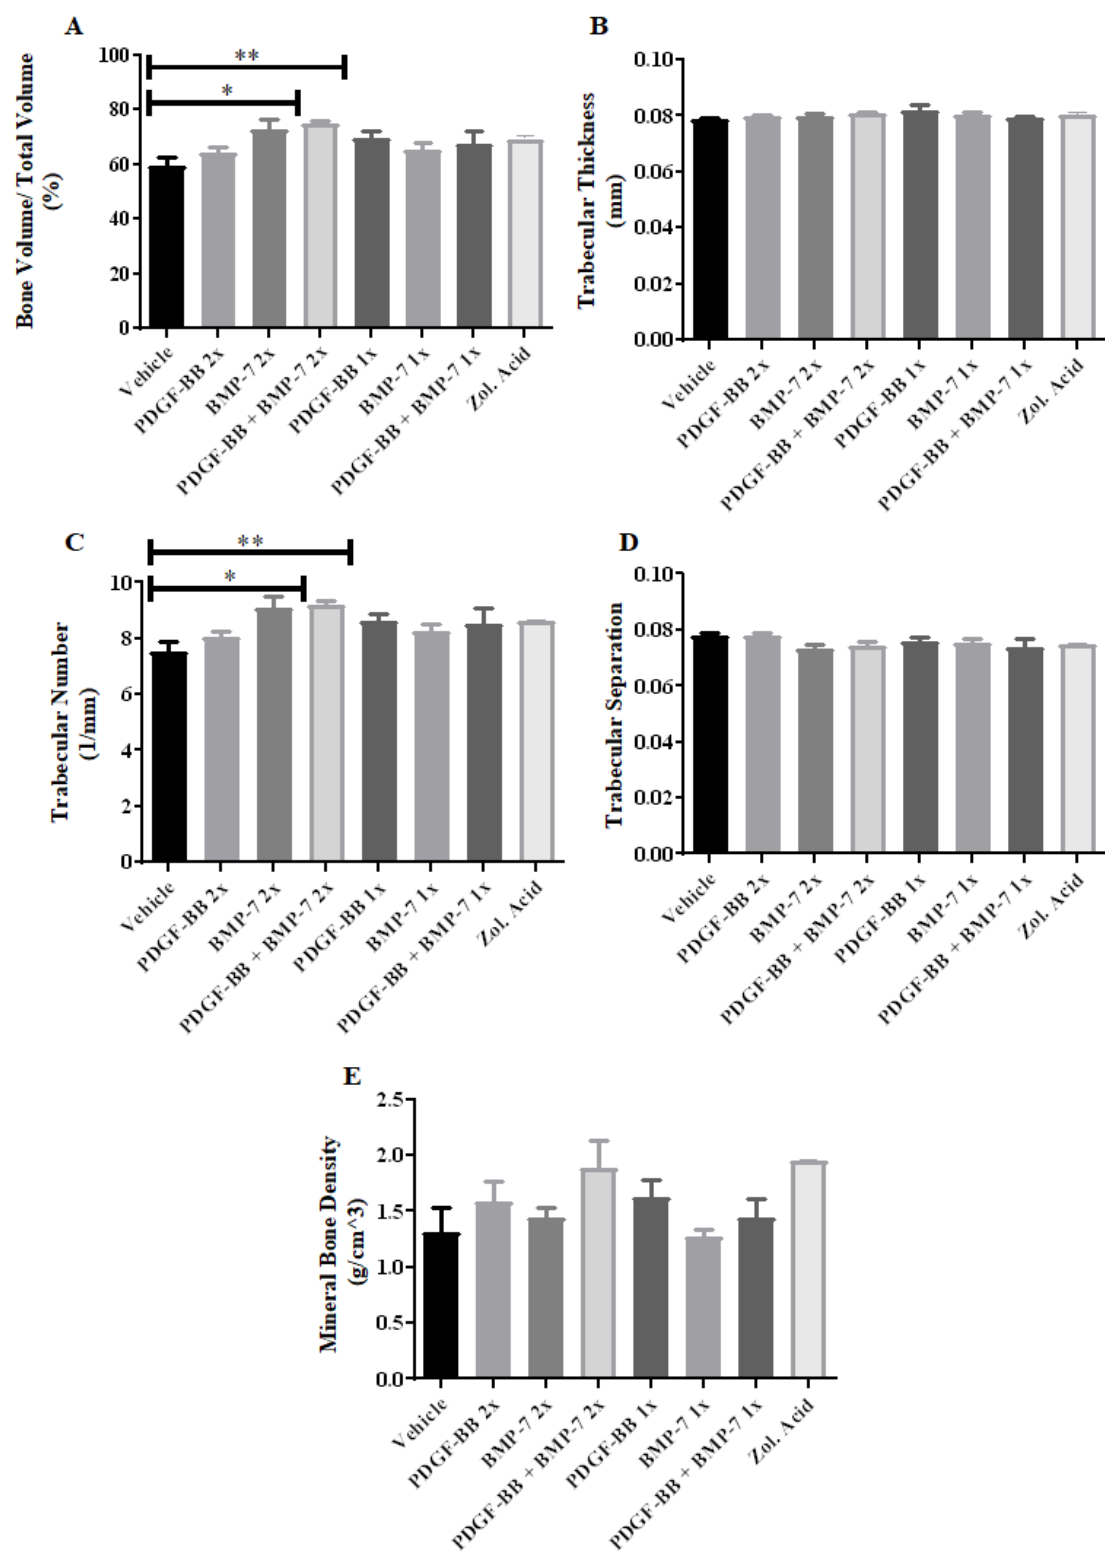 A
Bone Volume/ Total Volume
(%)
100
80
60
40
20
0
**
*
Vehicle
PDGF-BB 2x
BMP-7 2x
PDGF-BB + BMP-7 2x
PDGF-BB 1x
BMP-7 1x
PDGF-BB + BMP-7 1x
Zol. Acid
B
Trabecular Thickness
(mm)
0.10
0.08
0.06
0.04
0.02
0.00
Vehicle
PDGF-BB 2x
BMP-7 2x
PDGF-BB + BMP-7 2x
PDGF-BB 1x
BMP-7 1x
PDGF-BB + BMP-7 1x
Zol. Acid
C
Trabecular Number
(1/mm)
10
8
6
4
2
0
**
*
Vehicle
PDGF-BB 2x
BMP-7 2x
PDGF-BB + BMP-7 2x
PDGF-BB 1x
BMP-7 1x
PDGF-BB + BMP-7 1x
Zol. Acid
D
Trabecular Separation
0.10
0.08
0.06
0.04
0.02
0.00
Vehicle
PDGF-BB 2x
BMP-7 2x
PDGF-BB + BMP-7 2x
PDGF-BB 1x
BMP-7 1x
PDGF-BB + BMP-7 1x
Zol. Acid
E
Mineral Bone Density
(g/cm^3)
2.5
2.0
1.5
1.0
0.5
0.0
Vehicle
PDGF-BB 2x
BMP-7 2x
PDGF-BB + BMP-7 2x
PDGF-BB 1x
BMP-7 1x
PDGF-BB + BMP-7 1x
Zol. Acid